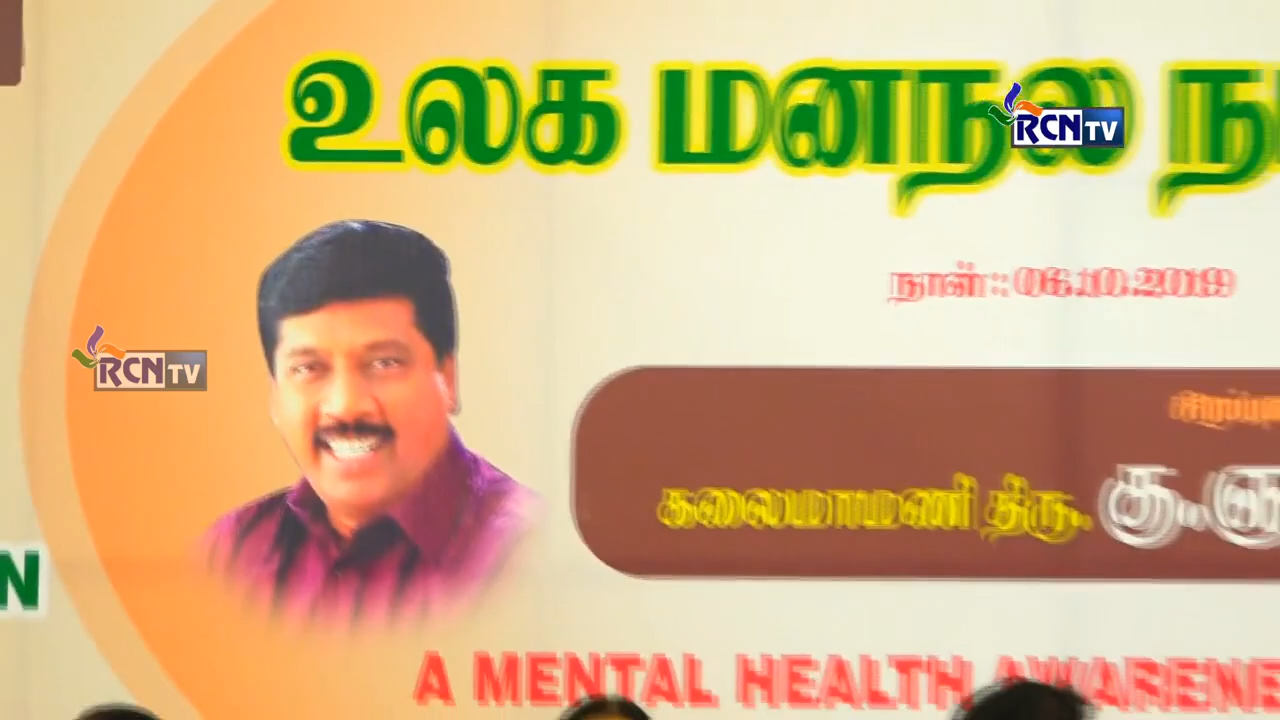 உலக மனநல
RCN TV
நாள் : 06.10.2019
RCN TV
கலைமாமணி திரு. கு.
N
A MENTAL HEALTH